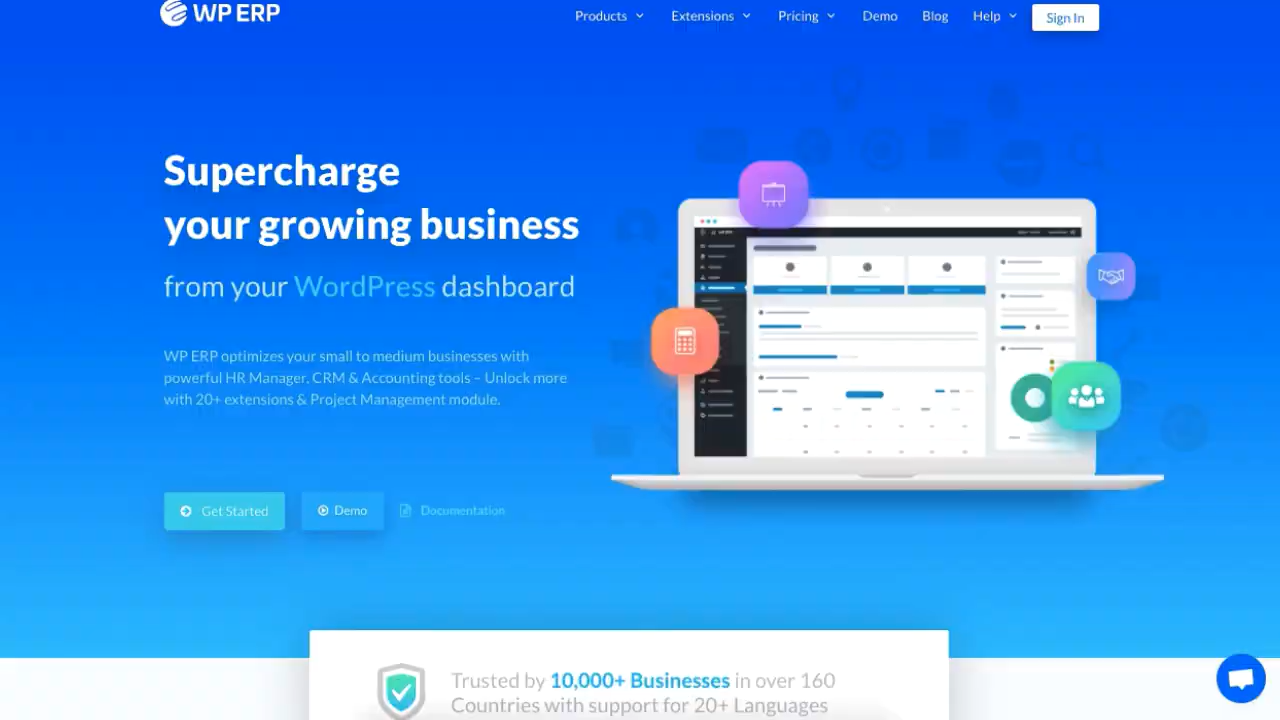 WP ERP
Products
Extensions
Pricing
Demo
Blog
Help
Sign In
Supercharge
your growing business
from your WordPress dashboard
WP ERP optimizes your small to medium businesses with
powerful HR Manager, CRM & Accounting tools – Unlock more
with 20+ extensions & Project Management module.
Get Started
Demo
Documentation
Trusted by 10,000+ Businesses in over 160
Countries with support for 20+ Languages